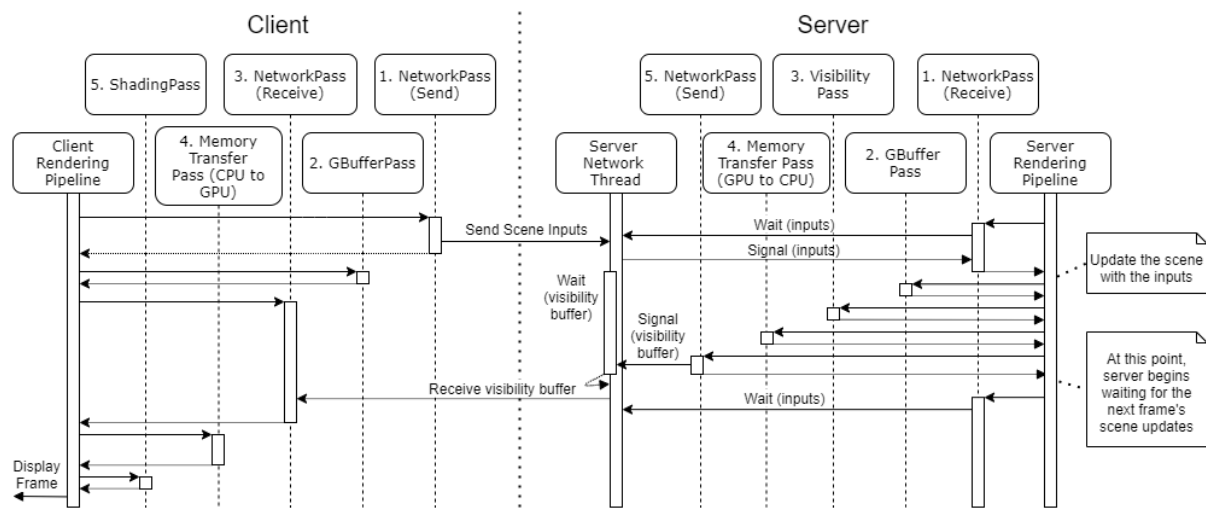 Client
Server
5. ShadingPass
3. NetworkPass
(Receive)
1. NetworkPass
(Send)
5. NetworkPass
(Send)
3. Visibility
Pass
1. NetworkPass
(Receive)
Client
Rendering
Pipeline
4. Memory
Transfer
Pass (CPU to
GPU)
2. GBufferPass
Server
Network
Thread
4. Memory
Transfer Pass
(GPU to CPU)
2. GBuffer
Pass
Server
Rendering
Pipeline
Send Scene Inputs
Wait (inputs)
Signal (inputs)
Update the scene
with the inputs
Wait
(visibility
buffer)
Signal
(visibility
buffer)
At this point,
server begins
waiting for the
next frame's
scene updates
Receive visibility buffer
Wait (inputs)
Display
Frame